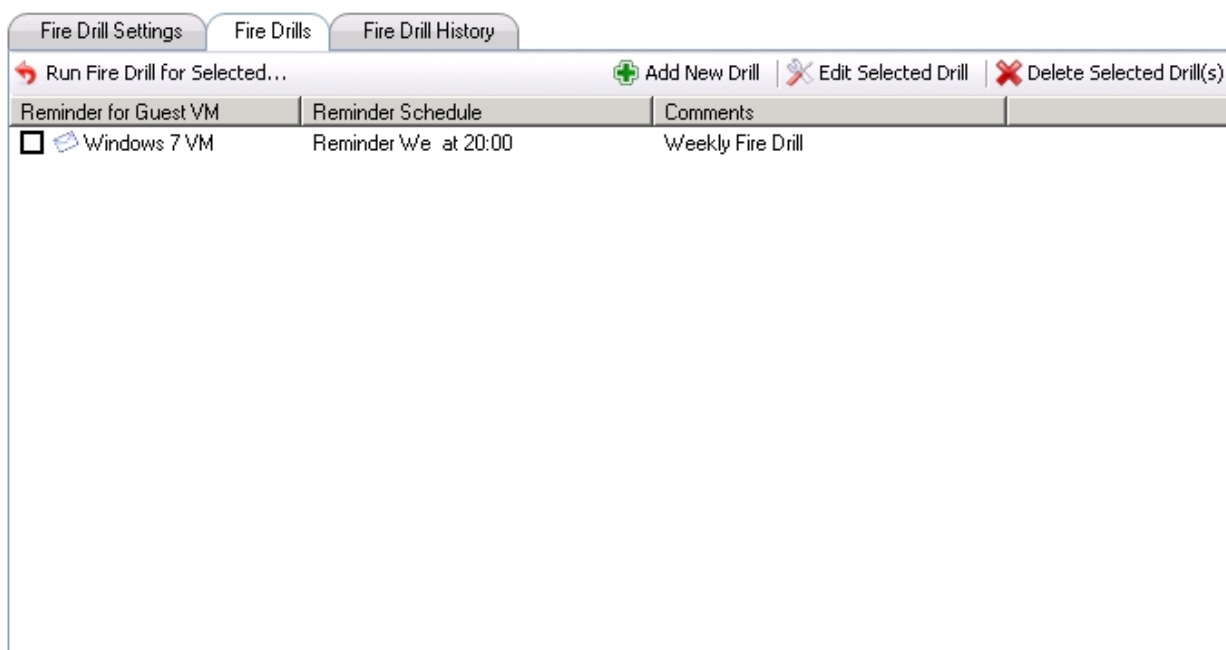 Fire Drill Settings Fire Drills Fire Drill History
Run Fire Drill for Selected... Add New Drill Edit Selected Drill Delete Selected Drill(s)
Reminder for Guest VM Reminder Schedule Comments
Windows 7 VM Reminder We at 20:00 Weekly Fire Drill